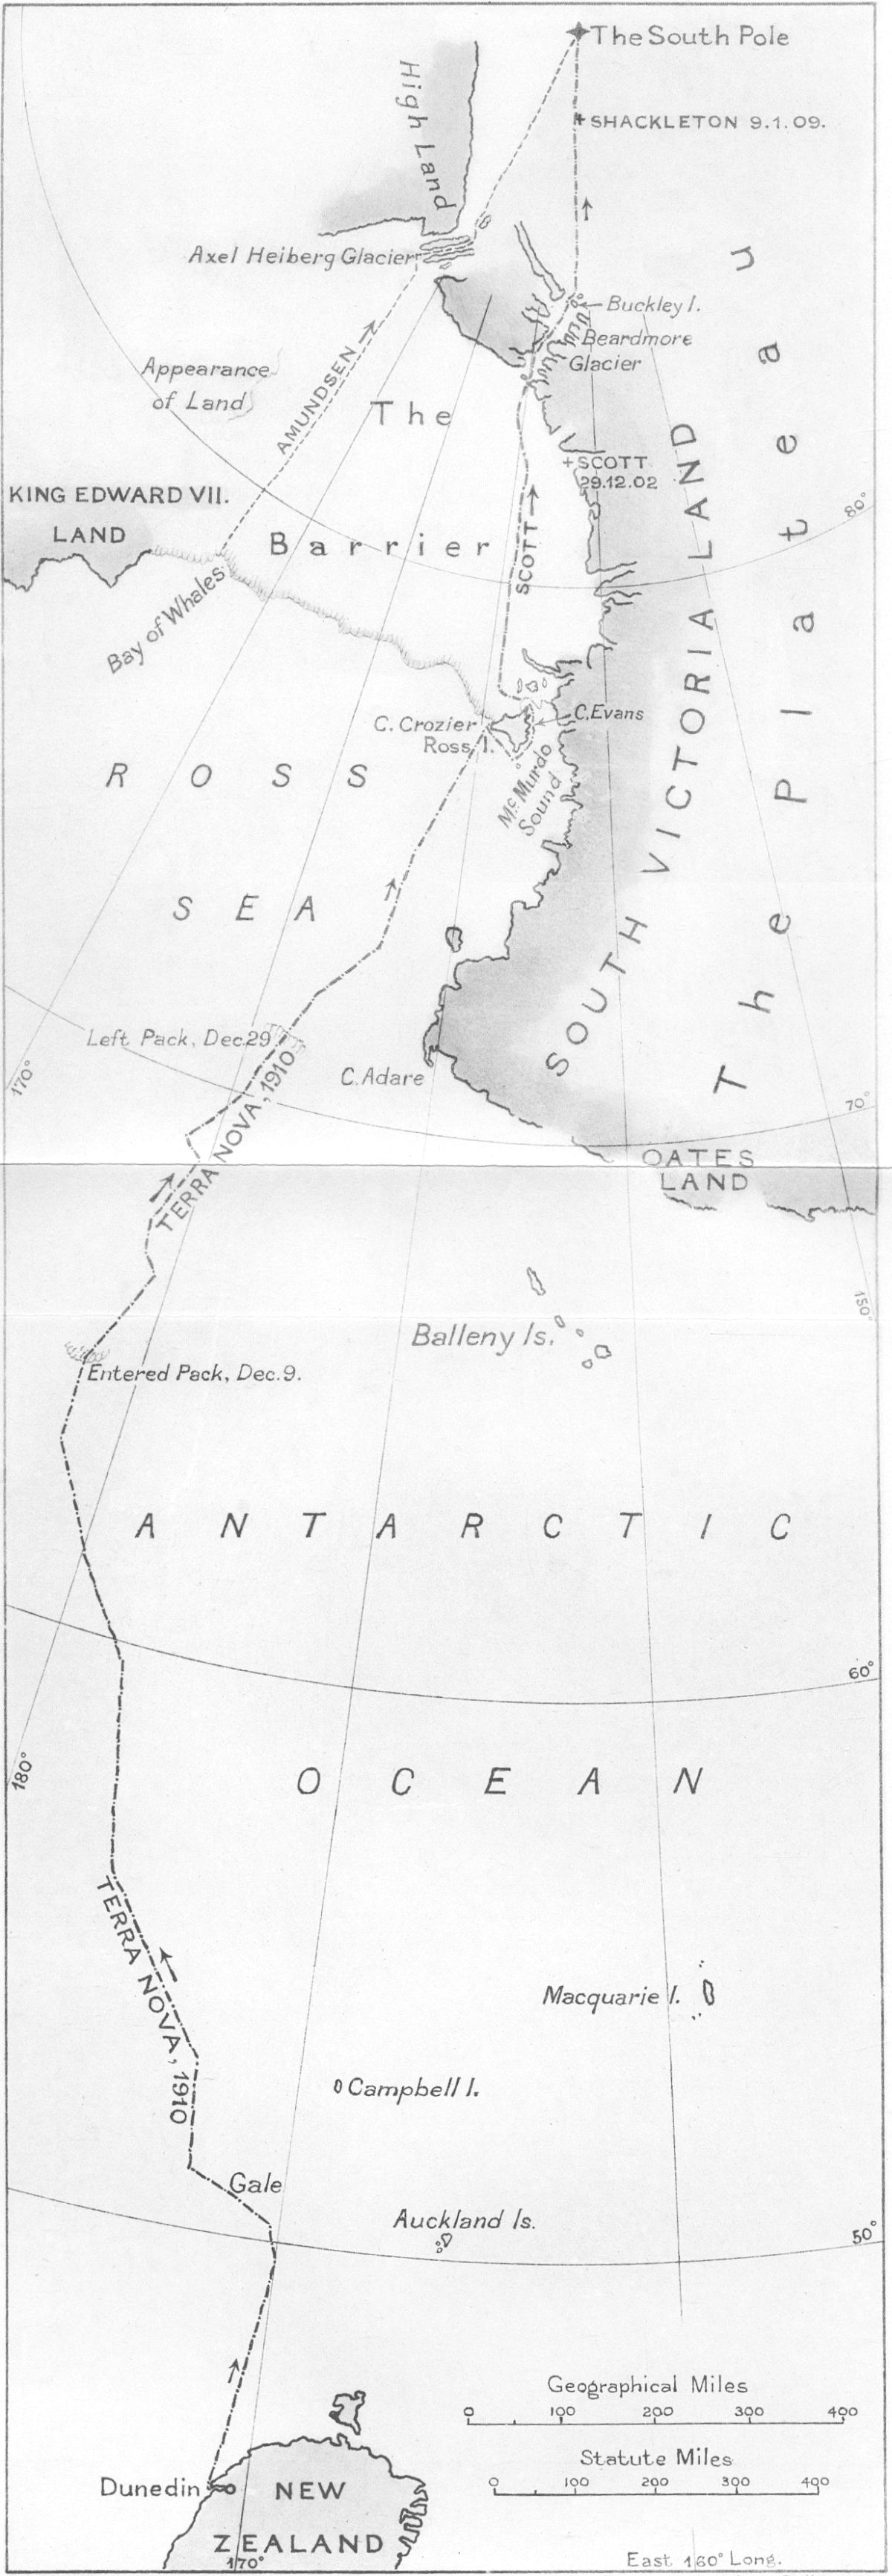 The South Pole
SHACKLETON 9.1.09.
High Land
Axel Heiberg Glacier
Buckley I.
Beardmore
Glacier
Appearance
of Land
AMUNDSEN
The
Barrier
SCOTT
29.12.02
KING EDWARD VII.
LAND
80°
SCOTT
Bay of Whales
The Plateau
SOUTH VICTORIA LAND
C. Crozier
Ross I.
C. Evans
McMurdo
Sound
ROSS
SEA
Left Pack, Dec.29
C. Adare
170°
70°
TERRA NOVA, 1910
OATES
LAND
150°
Balleny Is.
Entered Pack, Dec. 9.
ANTARCTIC
60°
180°
OCEAN
TERRA NOVA, 1910
Macquarie I.
Campbell I.
Gale
Auckland Is.
50°
Geographical Miles
0 100 200 300 400
Statute Miles
0 100 200 300 400
Dunedin
NEW
ZEALAND
170°
East 160° Long.